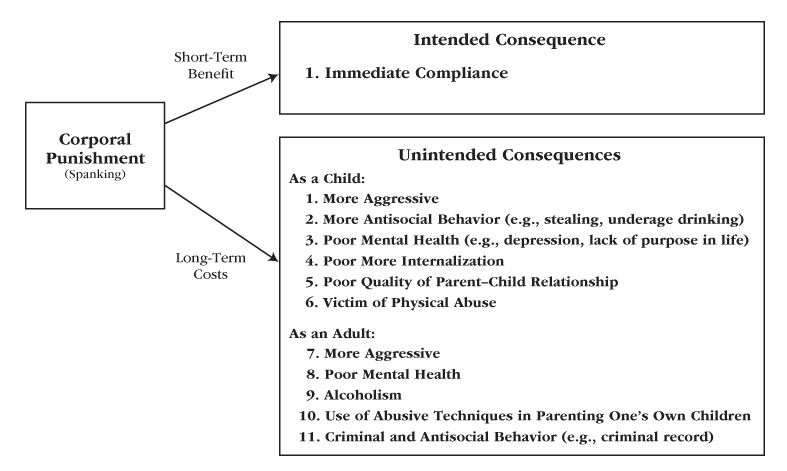 Short-Term
Benefit
Intended Consequence
1. Immediate Compliance
Corporal
Punishment
(Spanking)
Long-Term
Costs
Unintended Consequences
As a Child:
1. More Aggressive
2. More Antisocial Behavior (e.g., stealing, underage drinking)
3. Poor Mental Health (e.g., depression, lack of purpose in life)
4. Poor More Internalization
5. Poor Quality of Parent–Child Relationship
6. Victim of Physical Abuse
As an Adult:
7. More Aggressive
8. Poor Mental Health
9. Alcoholism
10. Use of Abusive Techniques in Parenting One’s Own Children
11. Criminal and Antisocial Behavior (e.g., criminal record)